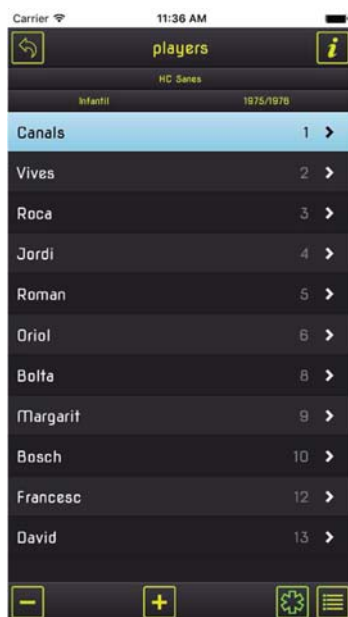 Carrier 11:36 AM
players
HC Sanes
Infantil 1975/1976
Canals 1
Vives 2
Roca 3
Jordi 4
Roman 5
Oriol 6
Bolta 8
Margarit 9
Bosch 10
Francesc 12
David 13